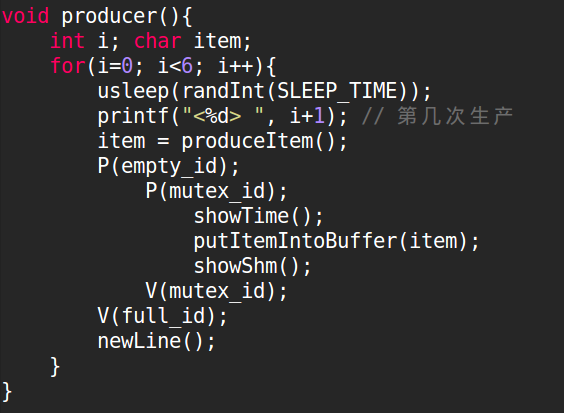 void producer(){
    int i; char item;
    for(i=0; i<6; i++){
        usleep(randInt(SLEEP_TIME));
        printf("<%d> ", i+1); // 第几次生产
        item = produceItem();
        P(empty_id);
            P(mutex_id);
                showTime();
                putItemIntoBuffer(item);
                showShm();
            V(mutex_id);
        V(full_id);
        newLine();
    }
}